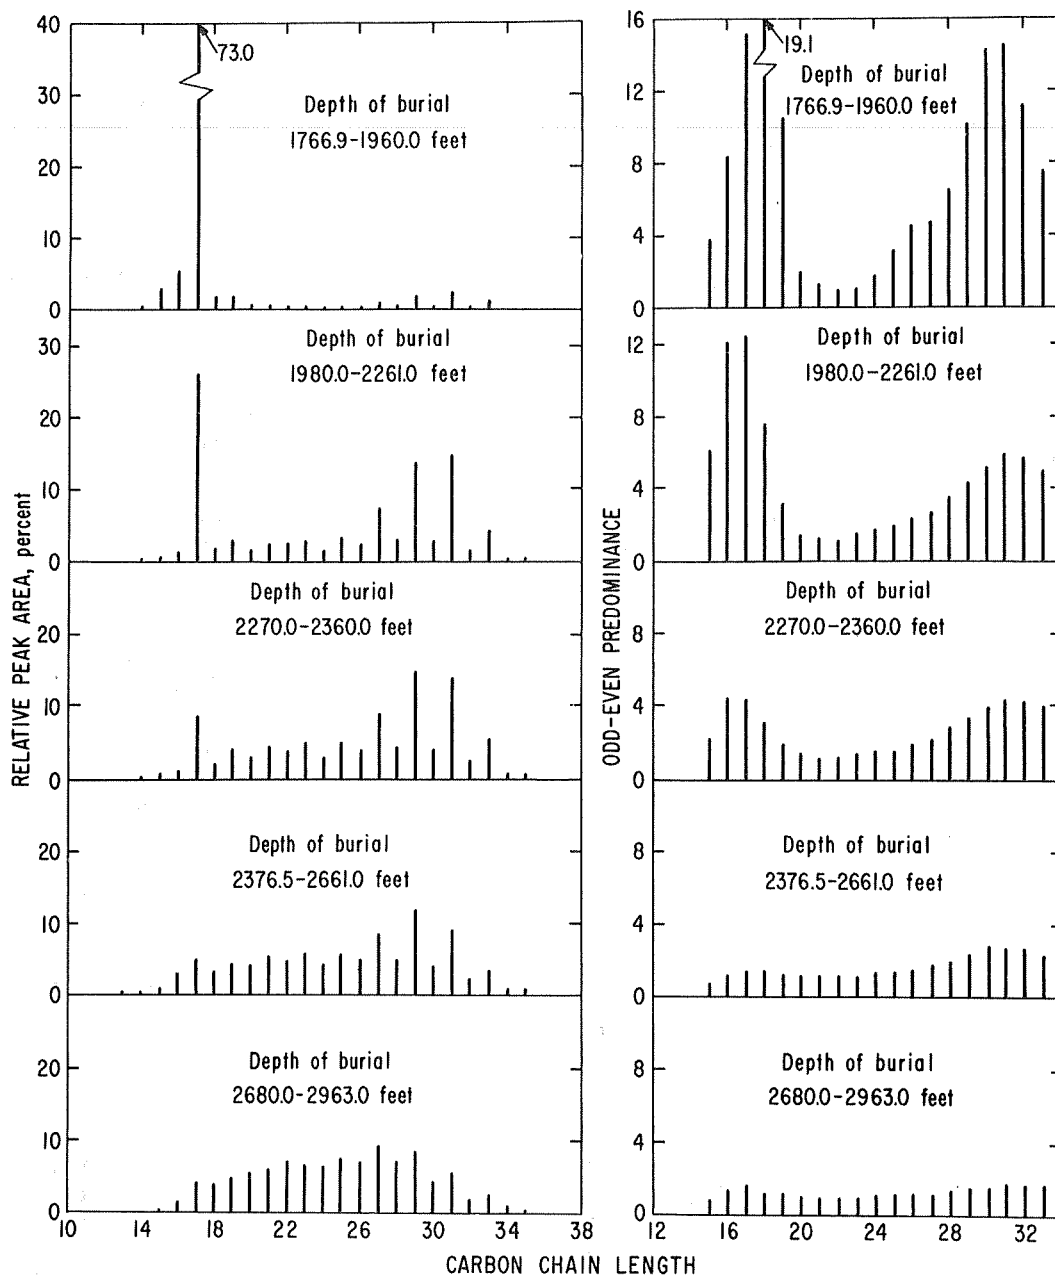 40
30
20
10
0
73.0
Depth of burial
1766.9-1960.0 feet
30
20
10
0
Depth of burial
1980.0-2261.0 feet
20
10
0
Depth of burial
2270.0-2360.0 feet
20
10
0
Depth of burial
2376.5-2661.0 feet
20
10
0
Depth of burial
2680.0-2963.0 feet
10
14
18
22
26
30
34
38
RELATIVE PEAK AREA, percent
16
12
8
4
0
19.1
Depth of burial
1766.9-1960.0 feet
12
8
4
0
Depth of burial
1980.0-2261.0 feet
8
4
0
Depth of burial
2270.0-2360.0 feet
8
4
0
Depth of burial
2376.5-2661.0 feet
8
4
0
Depth of burial
2680.0-2963.0 feet
12
16
20
24
28
32
ODD-EVEN PREDOMINANCE
CARBON CHAIN LENGTH